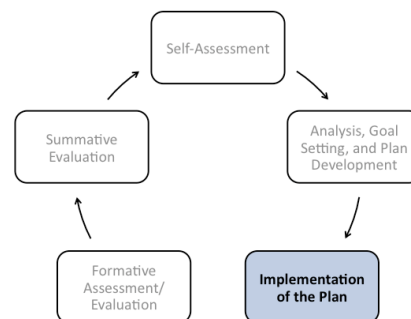 Self-Assessment
Analysis, Goal
Setting, and Plan
Development
Implementation
of the Plan
Formative
Assessment/
Evaluation
Summative
Evaluation